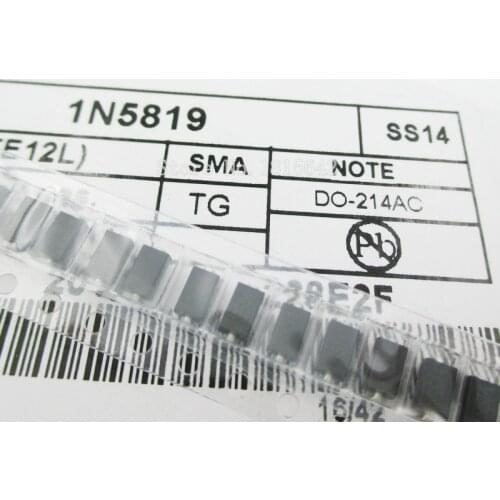 1N5819
SS14
E12L)
SMA
NOTE
TG
DO-214AC
Pb
28E2F
16/42